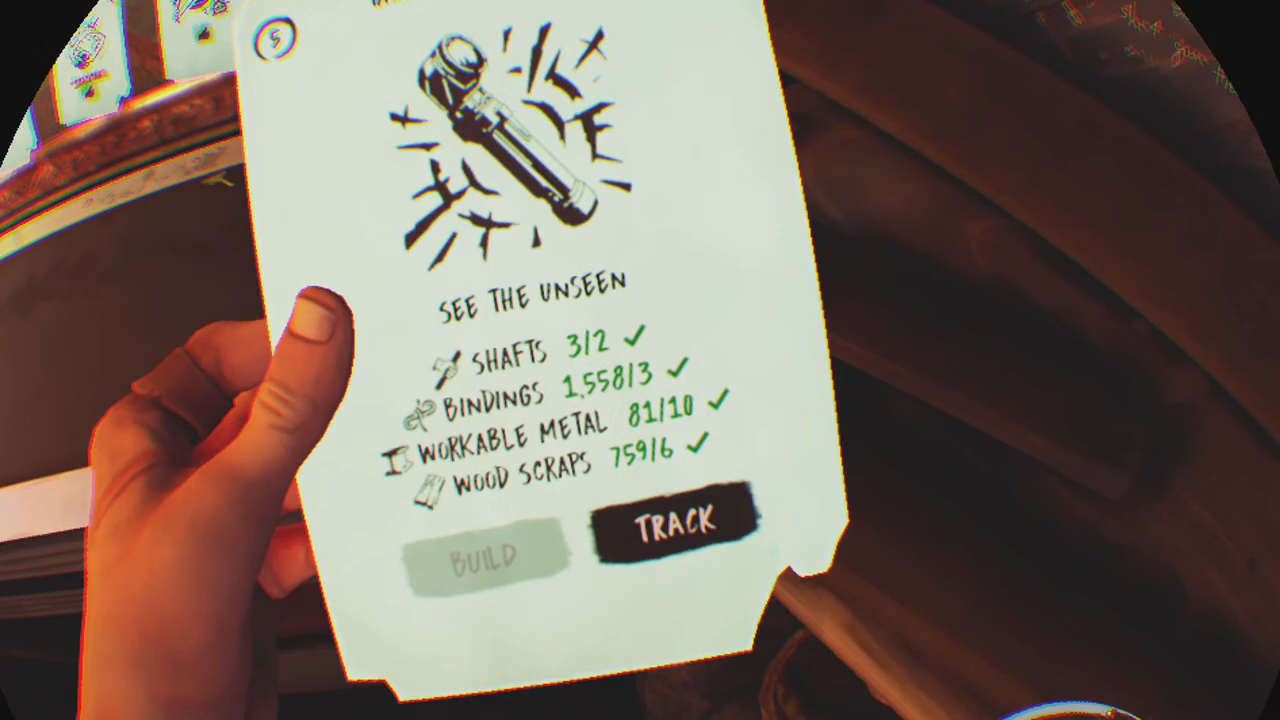 5
SEE THE UNSEEN
SHAFTS 3/2 ✓
BINDINGS 1,558/3 ✓
WORKABLE METAL 81/10 ✓
WOOD SCRAPS 759/6 ✓
BUILD
TRACK